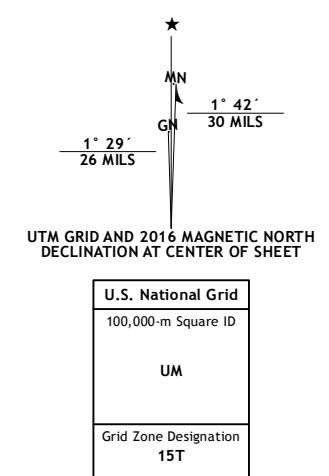 ★
MN
1° 42´
30 MILS
GN
1° 29´
26 MILS
UTM GRID AND 2016 MAGNETIC NORTH
DECLINATION AT CENTER OF SHEET
U.S. National Grid
100,000-m Square ID
UM
Grid Zone Designation
15T